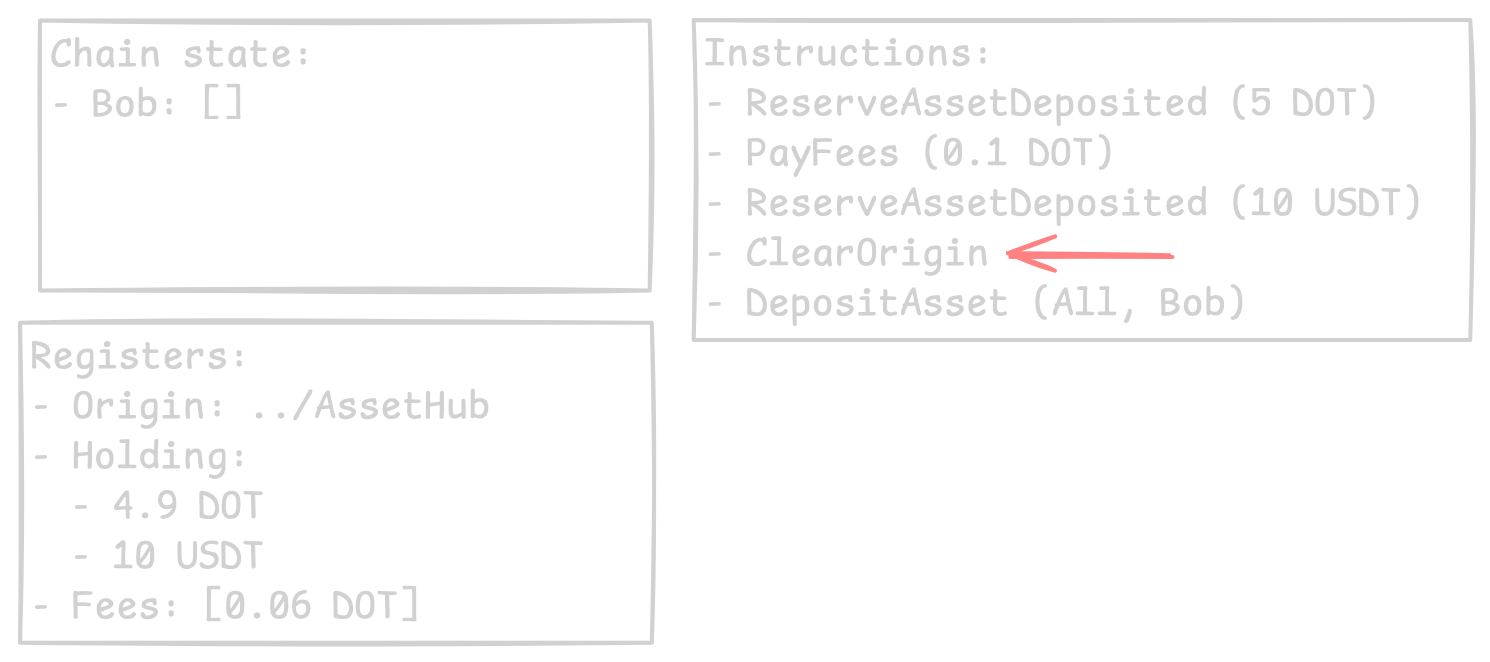 Chain state:
- Bob: []
Instructions:
- ReserveAssetDeposited (5 DOT)
- PayFees (0.1 DOT)
- ReserveAssetDeposited (10 USDT)
- ClearOrigin
- DepositAsset (All, Bob)
Registers:
- Origin: ../AssetHub
- Holding:
- 4.9 DOT
- 10 USDT
- Fees: [0.06 DOT]